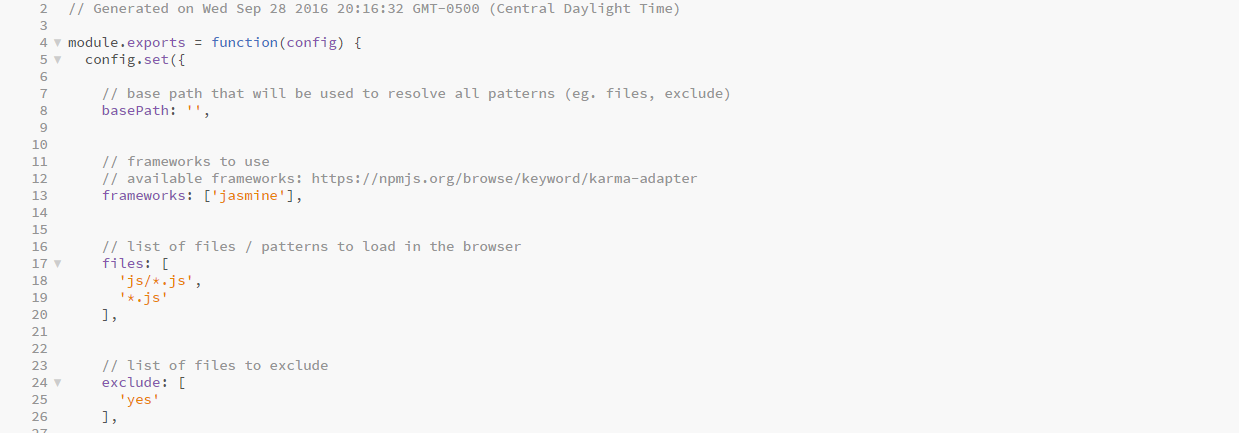 2 // Generated on Wed Sep 28 2016 20:16:32 GMT-0500 (Central Daylight Time)
3
4 module.exports = function(config) {
5   config.set({
6
7     // base path that will be used to resolve all patterns (eg. files, exclude)
8     basePath: '',
9
10
11     // frameworks to use
12     // available frameworks: https://npmjs.org/browse/keyword/karma-adapter
13     frameworks: ['jasmine'],
14
15
16     // list of files / patterns to load in the browser
17     files: [
18       'js/*.js',
19       '*.js'
20     ],
21
22
23     // list of files to exclude
24     exclude: [
25       'yes'
26     ],
27